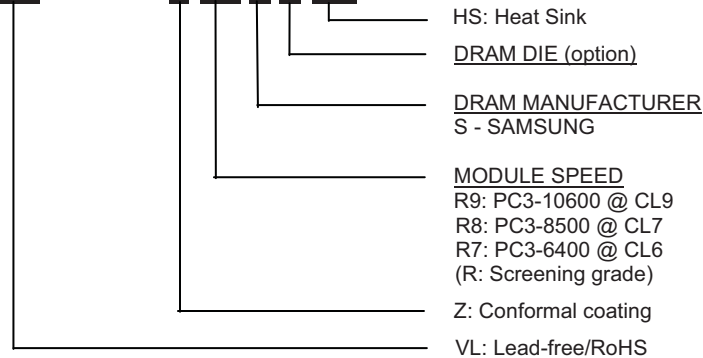 HS: Heat Sink
DRAM DIE (option)
DRAM MANUFACTURER
S - SAMSUNG
MODULE SPEED
R9: PC3-10600 @ CL9
R8: PC3-8500 @ CL7
R7: PC3-6400 @ CL6
(R: Screening grade)
Z: Conformal coating
VL: Lead-free/RoHS